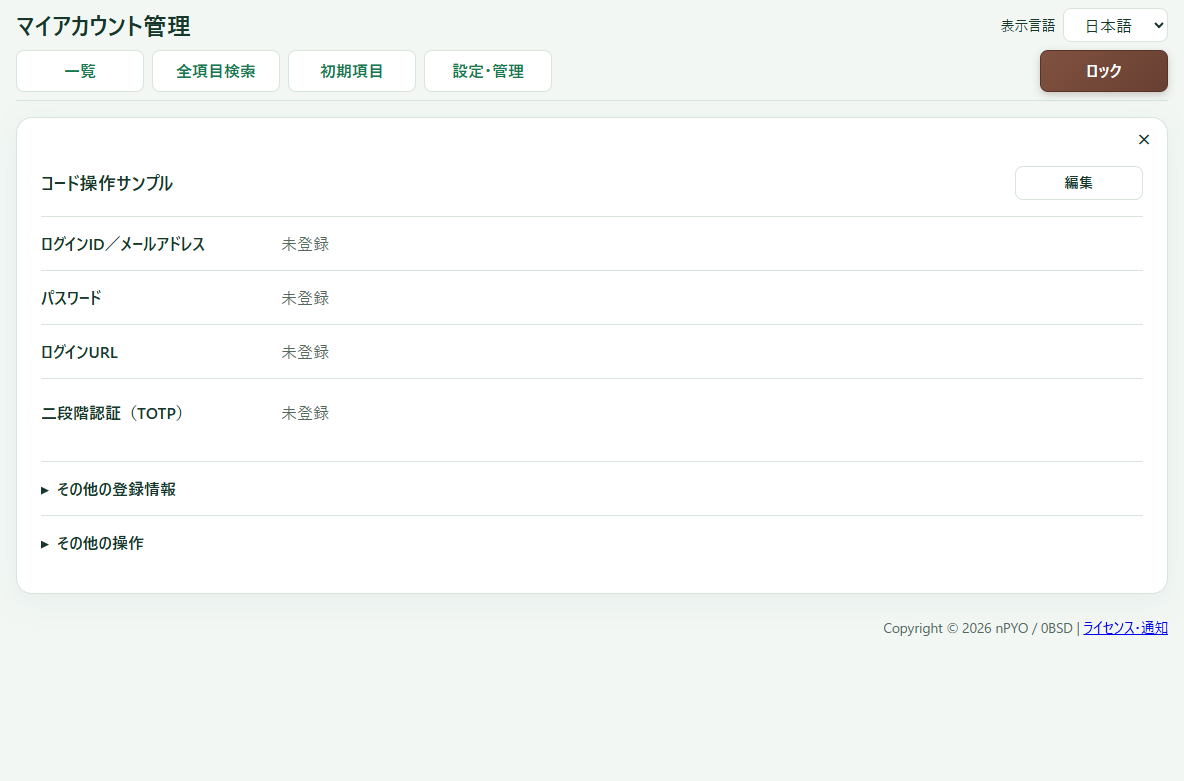 マイアカウント管理
表示言語 日本語
一覧 全項目検索 初期項目 設定・管理 ロック
×
コード操作サンプル 編集
ログインID／メールアドレス 未登録
パスワード 未登録
ログインURL 未登録
二段階認証（TOTP） 未登録
▸ その他の登録情報
▸ その他の操作
Copyright © 2026 nPYO / 0BSD | ライセンス・通知